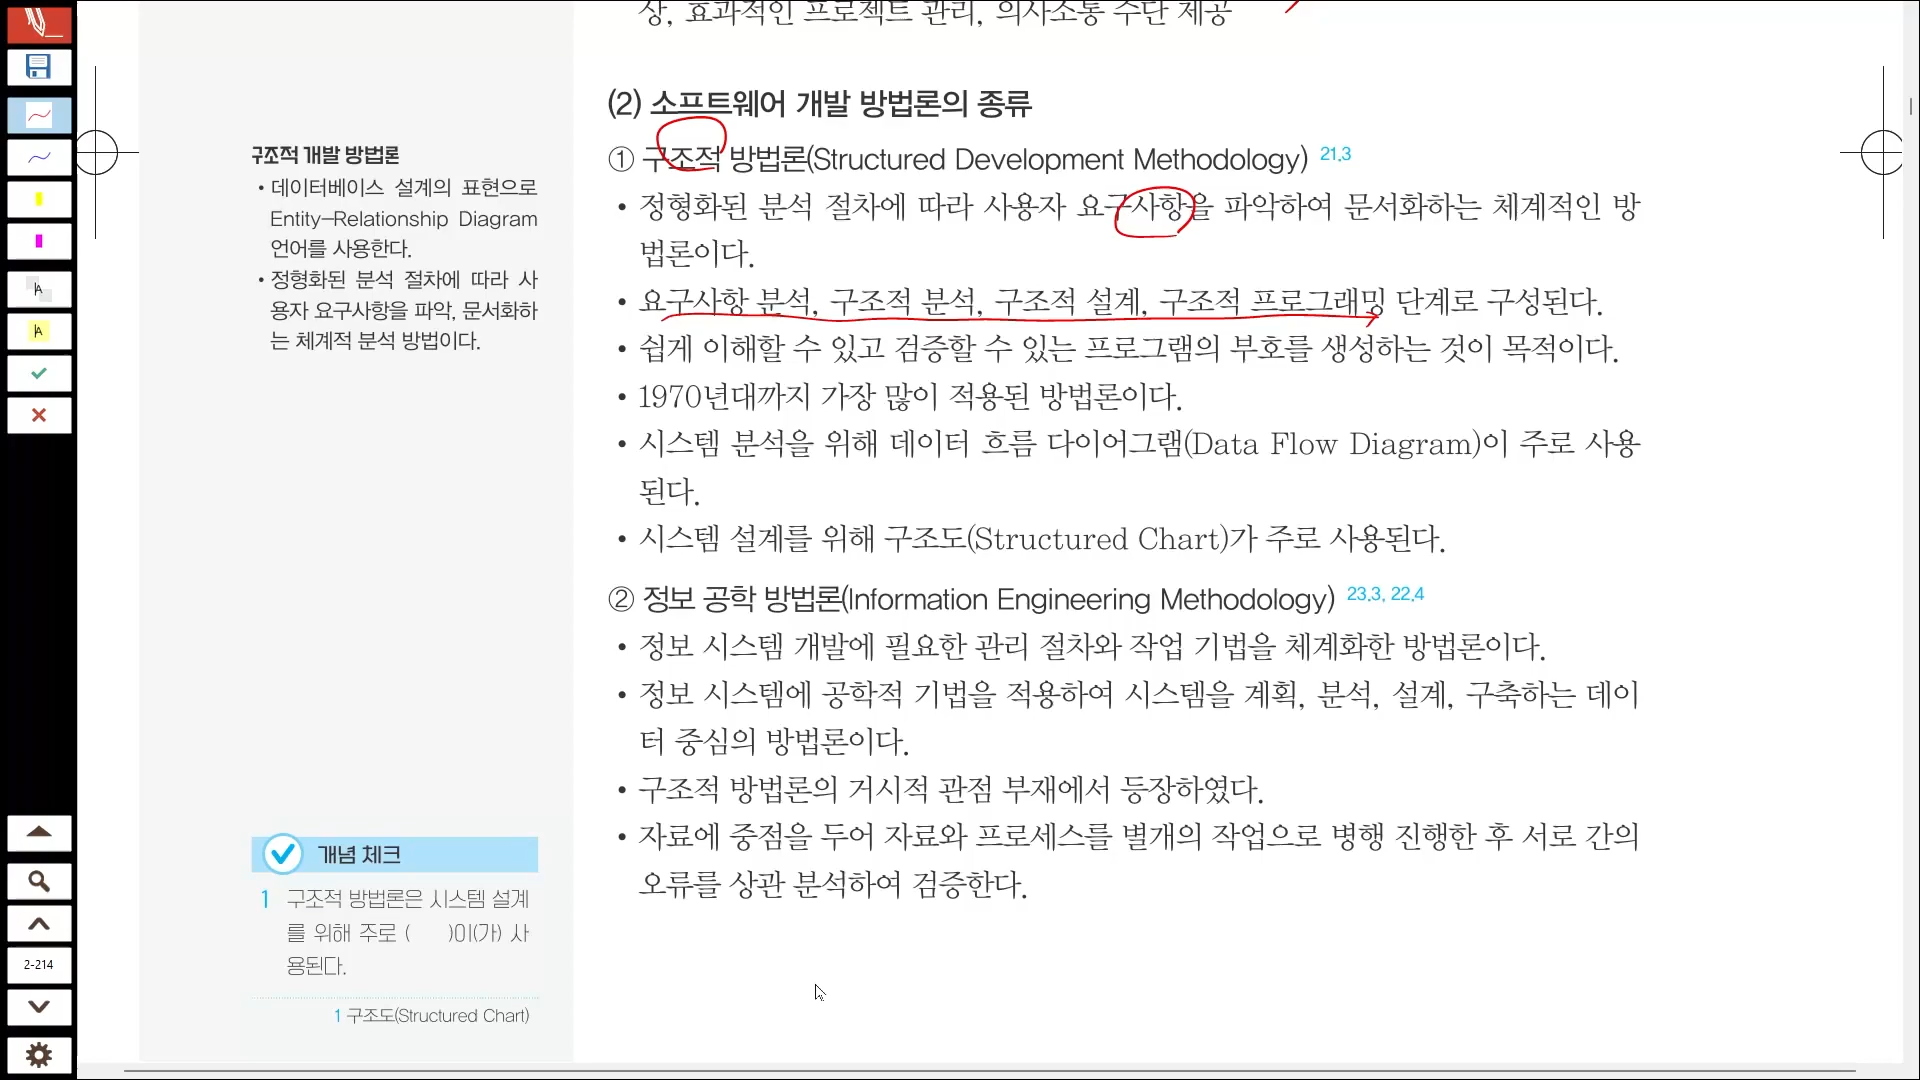 상, 효과적인 프로젝트 관리, 의사소통 수단 제공
(2) 소프트웨어 개발 방법론의 종류
① 구조적 방법론(Structured Development Methodology) 21.3
• 정형화된 분석 절차에 따라 사용자 요구사항을 파악하여 문서화하는 체계적인 방
법론이다.
• 요구사항 분석, 구조적 분석, 구조적 설계, 구조적 프로그래밍 단계로 구성된다.
• 쉽게 이해할 수 있고 검증할 수 있는 프로그램의 부호를 생성하는 것이 목적이다.
• 1970년대까지 가장 많이 적용된 방법론이다.
• 시스템 분석을 위해 데이터 흐름 다이어그램(Data Flow Diagram)이 주로 사용
된다.
• 시스템 설계를 위해 구조도(Structured Chart)가 주로 사용된다.
② 정보 공학 방법론(Information Engineering Methodology) 23.3, 22.4
• 정보 시스템 개발에 필요한 관리 절차와 작업 기법을 체계화한 방법론이다.
• 정보 시스템에 공학적 기법을 적용하여 시스템을 계획, 분석, 설계, 구축하는 데이
터 중심의 방법론이다.
• 구조적 방법론의 거시적 관점 부재에서 등장하였다.
• 자료에 중점을 두어 자료와 프로세스를 별개의 작업으로 병행 진행한 후 서로 간의
오류를 상관 분석하여 검증한다.
구조적 개발 방법론
• 데이터베이스 설계의 표현으로
Entity-Relationship Diagram
언어를 사용한다.
• 정형화된 분석 절차에 따라 사
용자 요구사항을 파악, 문서화하
는 체계적 분석 방법이다.
개념 체크
1 구조적 방법론은 시스템 설계
를 위해 주로 ( )이(가) 사
용된다.
1 구조도(Structured Chart)
A
A
2-214